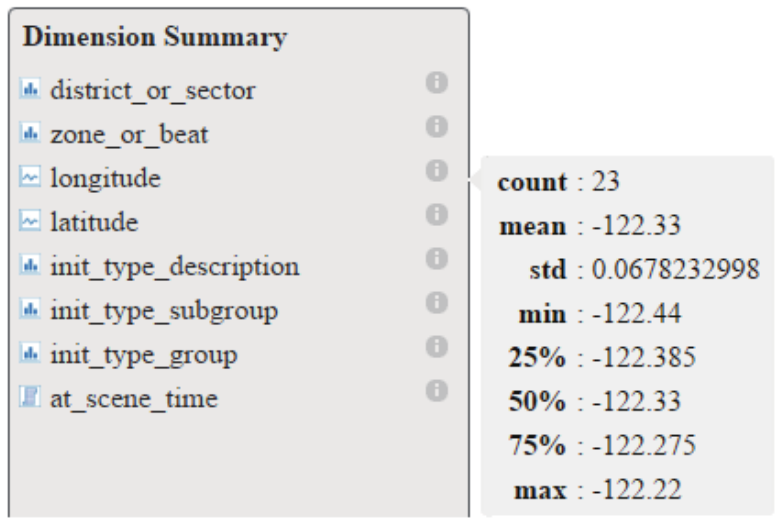 Dimension Summary
district_or_sector
zone_or_beat
longitude
latitude
init_type_description
init_type_subgroup
init_type_group
at_scene_time
count : 23
mean : -122.33
std : 0.0678232998
min : -122.44
25% : -122.385
50% : -122.33
75% : -122.275
max : -122.22